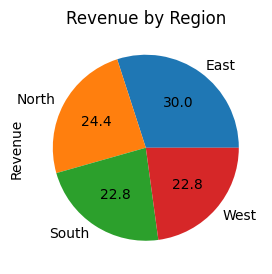 Revenue by Region
East
30.0
North
24.4
Revenue
22.8
22.8
South
West